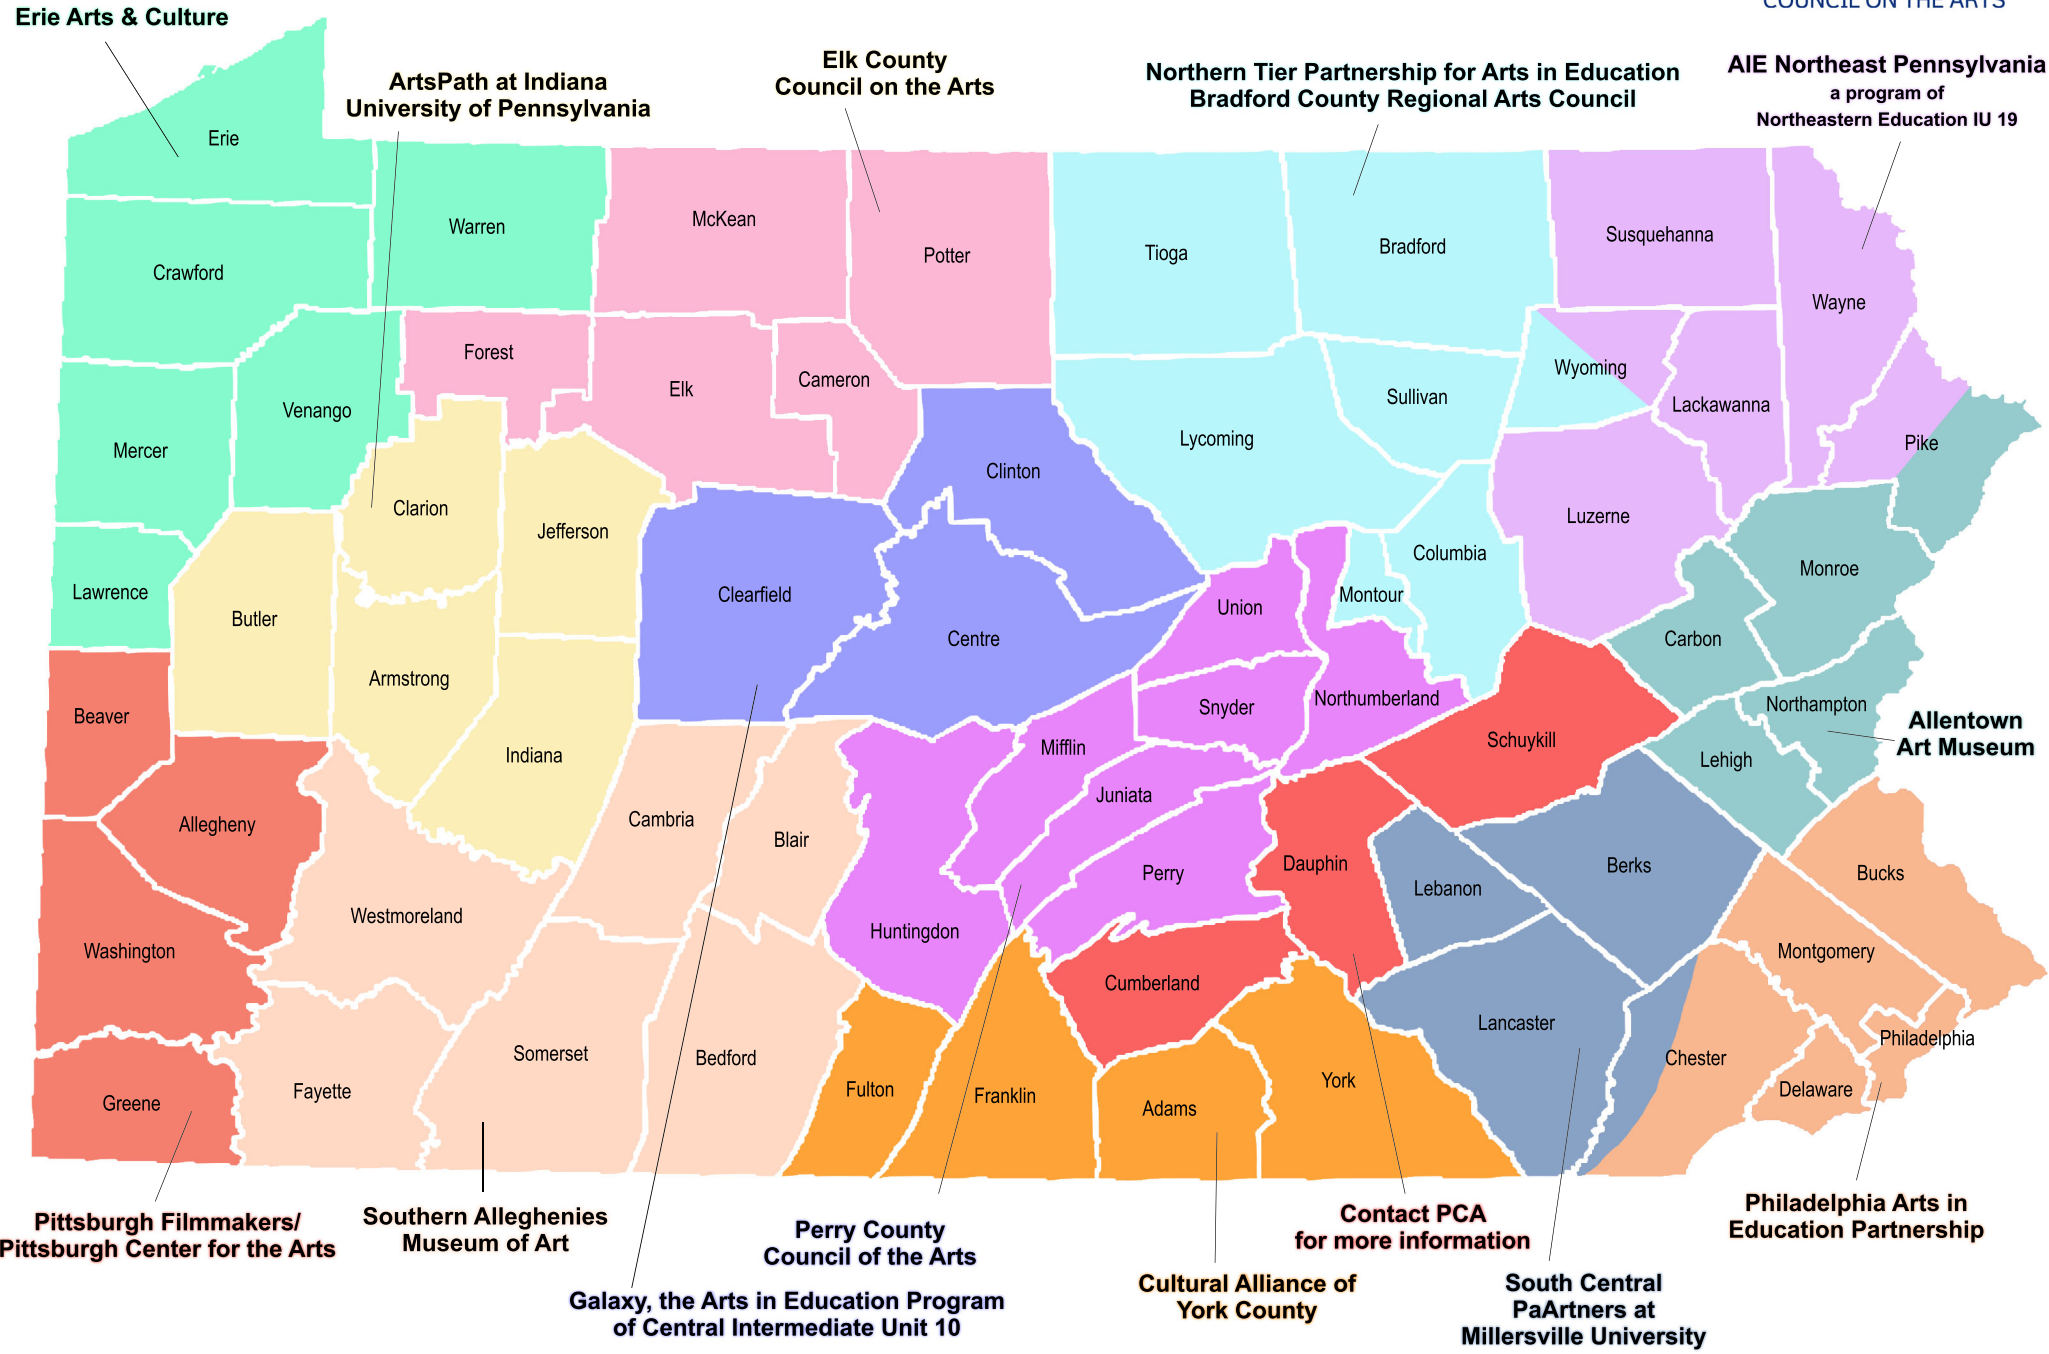 COUNCIL ON THE ARTS
Erie Arts & Culture
ArtsPath at Indiana
University of Pennsylvania
Elk County
Council on the Arts
Northern Tier Partnership for Arts in Education
Bradford County Regional Arts Council
AIE Northeast Pennsylvania
a program of
Northeastern Education IU 19
Erie
Warren
McKean
Potter
Tioga
Bradford
Susquehanna
Wayne
Crawford
Forest
Elk
Cameron
Wyoming
Lackawanna
Pike
Venango
Mercer
Sullivan
Lycoming
Clinton
Clarion
Jefferson
Luzerne
Columbia
Lawrence
Butler
Clearfield
Centre
Union
Montour
Monroe
Carbon
Armstrong
Beaver
Indiana
Mifflin
Snyder
Northumberland
Schuykill
Northampton
Lehigh
Allentown
Art Museum
Allegheny
Cambria
Blair
Juniata
Perry
Dauphin
Lebanon
Berks
Bucks
Westmoreland
Washington
Huntingdon
Cumberland
Montgomery
Lancaster
Philadelphia
Chester
Delaware
Greene
Fayette
Somerset
Bedford
Fulton
Franklin
Adams
York
Pittsburgh Filmmakers/
Pittsburgh Center for the Arts
Southern Alleghenies
Museum of Art
Galaxy, the Arts in Education Program
of Central Intermediate Unit 10
Perry County
Council of the Arts
Cultural Alliance of
York County
Contact PCA
for more information
South Central
PaArtners at
Millersville University
Philadelphia Arts in
Education Partnership